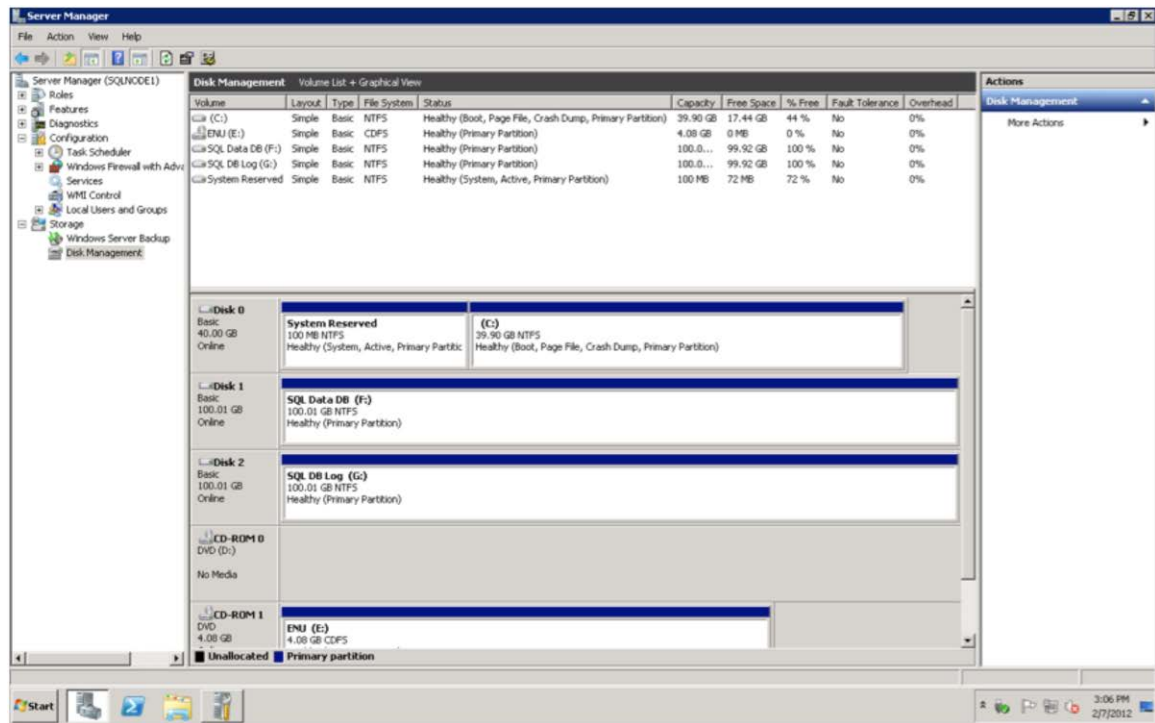 Server Manager
File Action View Help
Server Manager (SQLNODE1)
Roles
Features
Diagnostics
Configuration
Task Scheduler
Windows Firewall with Adva
Services
WMI Control
Local Users and Groups
Storage
Windows Server Backup
Disk Management
Disk Management Volume List + Graphical View
Volume Layout Type File System Status Capacity Free Space % Free Fault Tolerance Overhead
(C:) Simple Basic NTFS Healthy (Boot, Page File, Crash Dump, Primary Partition) 39.90 GB 17.44 GB 44 % No 0%
ENU (E:) Simple Basic CDFS Healthy (Primary Partition) 4.08 GB 0 MB 0 % No 0%
SQL Data DB (F:) Simple Basic NTFS Healthy (Primary Partition) 100.0... 99.92 GB 100 % No 0%
SQL DB Log (G:) Simple Basic NTFS Healthy (Primary Partition) 100.0... 99.92 GB 100 % No 0%
System Reserved Simple Basic NTFS Healthy (System, Active, Primary Partition) 100 MB 72 MB 72 % No 0%
Disk 0
Basic
40.00 GB
Online
System Reserved
100 MB NTFS
Healthy (System, Active, Primary Partitic
(C:)
39.90 GB NTFS
Healthy (Boot, Page File, Crash Dump, Primary Partition)
Disk 1
Basic
100.01 GB
Online
SQL Data DB (F:)
100.01 GB NTFS
Healthy (Primary Partition)
Disk 2
Basic
100.01 GB
Online
SQL DB Log (G:)
100.01 GB NTFS
Healthy (Primary Partition)
CD-ROM 0
DVD (D:)
No Media
CD-ROM 1
DVD
4.08 GB
ENU (E:)
4.08 GB CDFS
Unallocated Primary partition
Actions
Disk Management
More Actions
Start
3:06 PM
2/7/2012